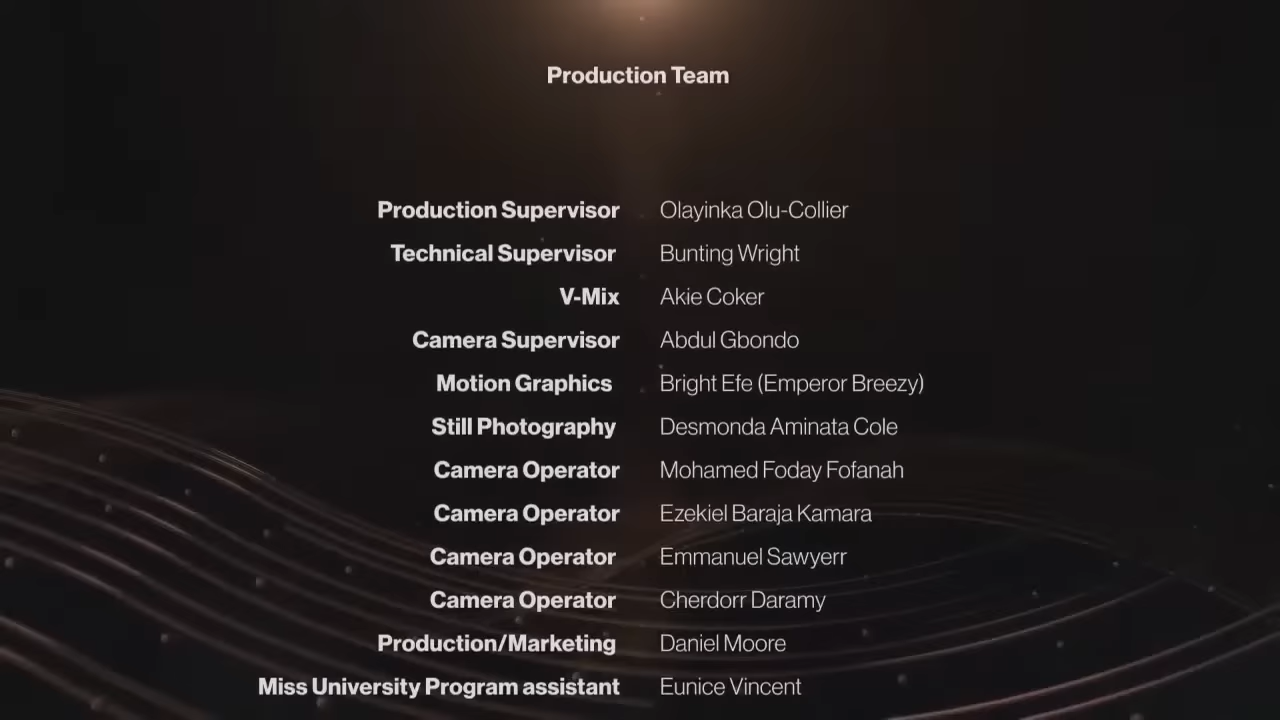 Production Team
Production Supervisor Olayinka Olu-Collier
Technical Supervisor Bunting Wright
V-Mix Akie Coker
Camera Supervisor Abdul Gbondo
Motion Graphics Bright Efe (Emperor Breezy)
Still Photography Desmonda Aminata Cole
Camera Operator Mohamed Foday Fofanah
Camera Operator Ezekiel Baraja Kamara
Camera Operator Emmanuel Sawyerr
Camera Operator Cherdorr Daramy
Production/Marketing Daniel Moore
Miss University Program assistant Eunice Vincent